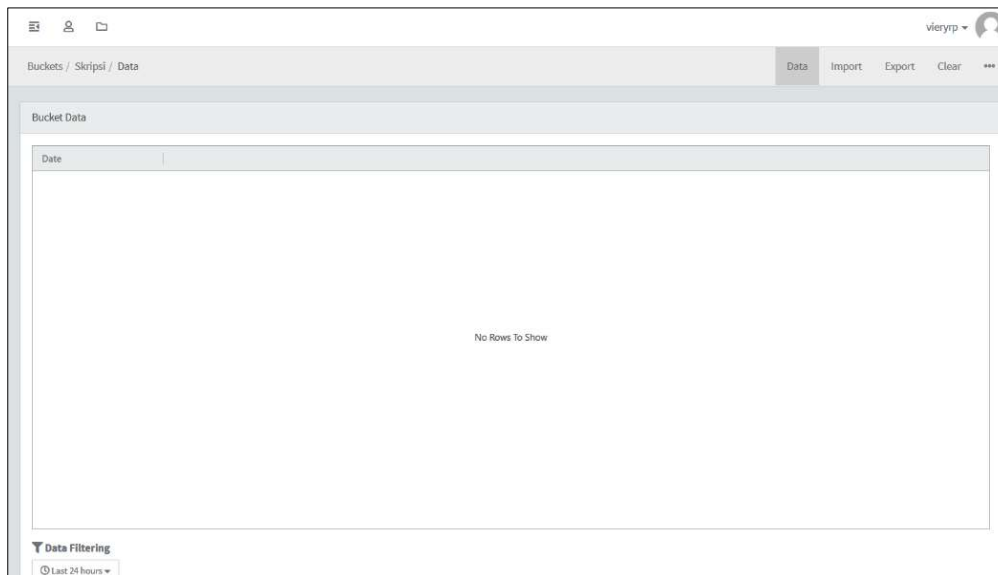 vieryrp
Buckets / Skripsi / Data
Data Import Export Clear
Bucket Data
Date
No Rows To Show
Data Filtering
Last 24 hours